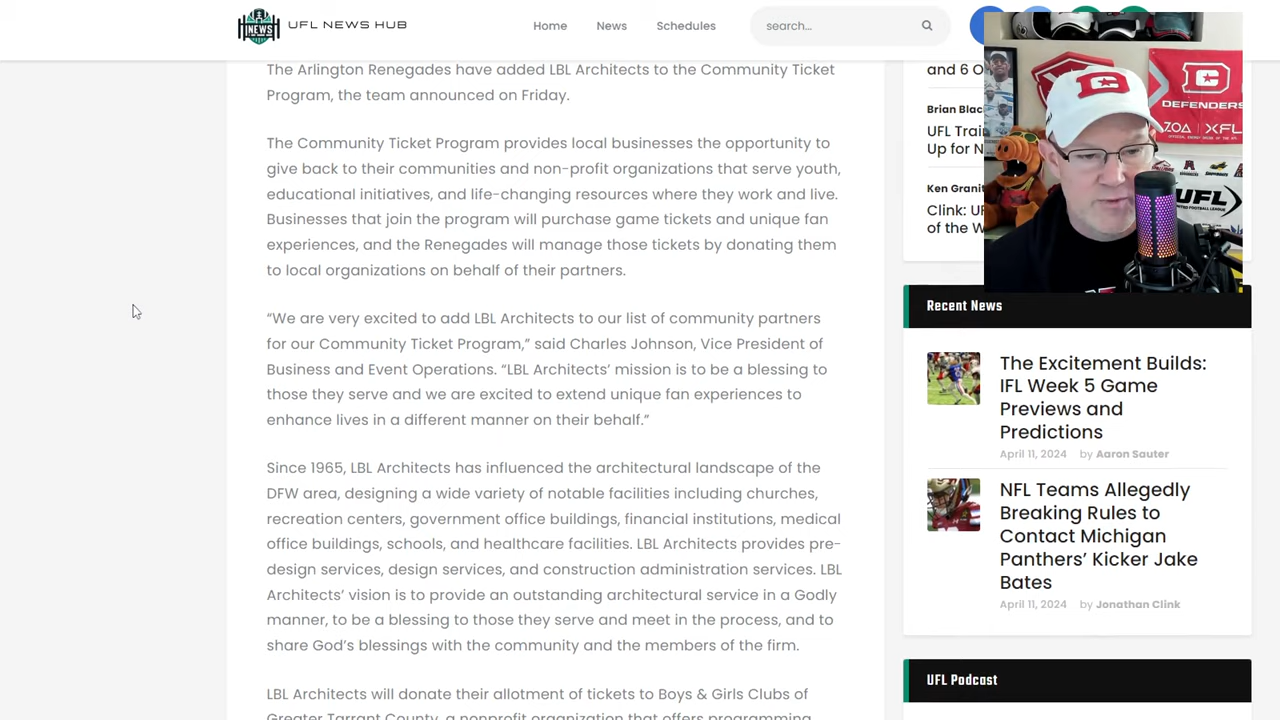 NEWS
UFL NEWS HUB
Home
News
Schedules
search...
The Arlington Renegades have added LBL Architects to the Community Ticket
Program, the team announced on Friday.
The Community Ticket Program provides local businesses the opportunity to
give back to their communities and non-profit organizations that serve youth,
educational initiatives, and life-changing resources where they work and live.
Businesses that join the program will purchase game tickets and unique fan
experiences, and the Renegades will manage those tickets by donating them
to local organizations on behalf of their partners.
“We are very excited to add LBL Architects to our list of community partners
for our Community Ticket Program,” said Charles Johnson, Vice President of
Business and Event Operations. “LBL Architects’ mission is to be a blessing to
those they serve and we are excited to extend unique fan experiences to
enhance lives in a different manner on their behalf.”
Since 1965, LBL Architects has influenced the architectural landscape of the
DFW area, designing a wide variety of notable facilities including churches,
recreation centers, government office buildings, financial institutions, medical
office buildings, schools, and healthcare facilities. LBL Architects provides pre-
design services, design services, and construction administration services. LBL
Architects’ vision is to provide an outstanding architectural service in a Godly
manner, to be a blessing to those they serve and meet in the process, and to
share God’s blessings with the community and the members of the firm.
LBL Architects will donate their allotment of tickets to Boys & Girls Clubs of
Greater Tarrant County, a nonprofit organization that offers programming
and 6 O
Brian Blac
UFL Trai
Up for N
Ken Granit
Clink: UF
of the W
DEFENDERS
ZOA XFL
UFL
Recent News
The Excitement Builds:
IFL Week 5 Game
Previews and
Predictions
April 11, 2024 by Aaron Sauter
NFL Teams Allegedly
Breaking Rules to
Contact Michigan
Panthers’ Kicker Jake
Bates
April 11, 2024 by Jonathan Clink
UFL Podcast